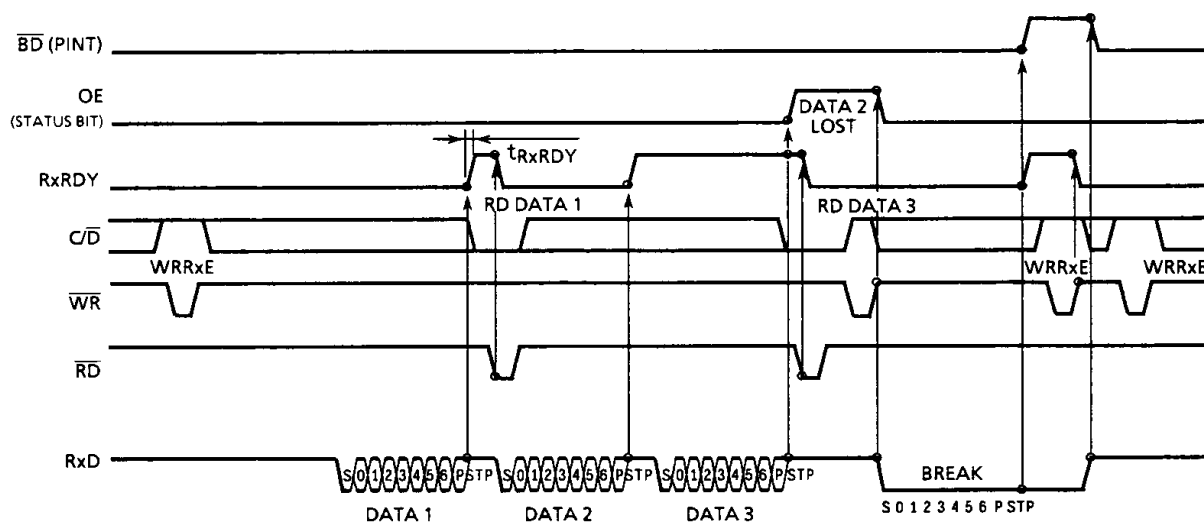 B̅D̅ (PINT)
OE
(STATUS BIT)
DATA 2
LOST
tRxRDY
RxRDY
RD DATA 1
RD DATA 3
C/D̅
WRRxE
WRRxE
WRRxE
W̅R̅
R̅D̅
RxD
S 0 1 2 3 4 5 6 P STP
S 0 1 2 3 4 5 6 P STP
S 0 1 2 3 4 5 6 P STP
BREAK
S 0 1 2 3 4 5 6 P STP
DATA 1
DATA 2
DATA 3